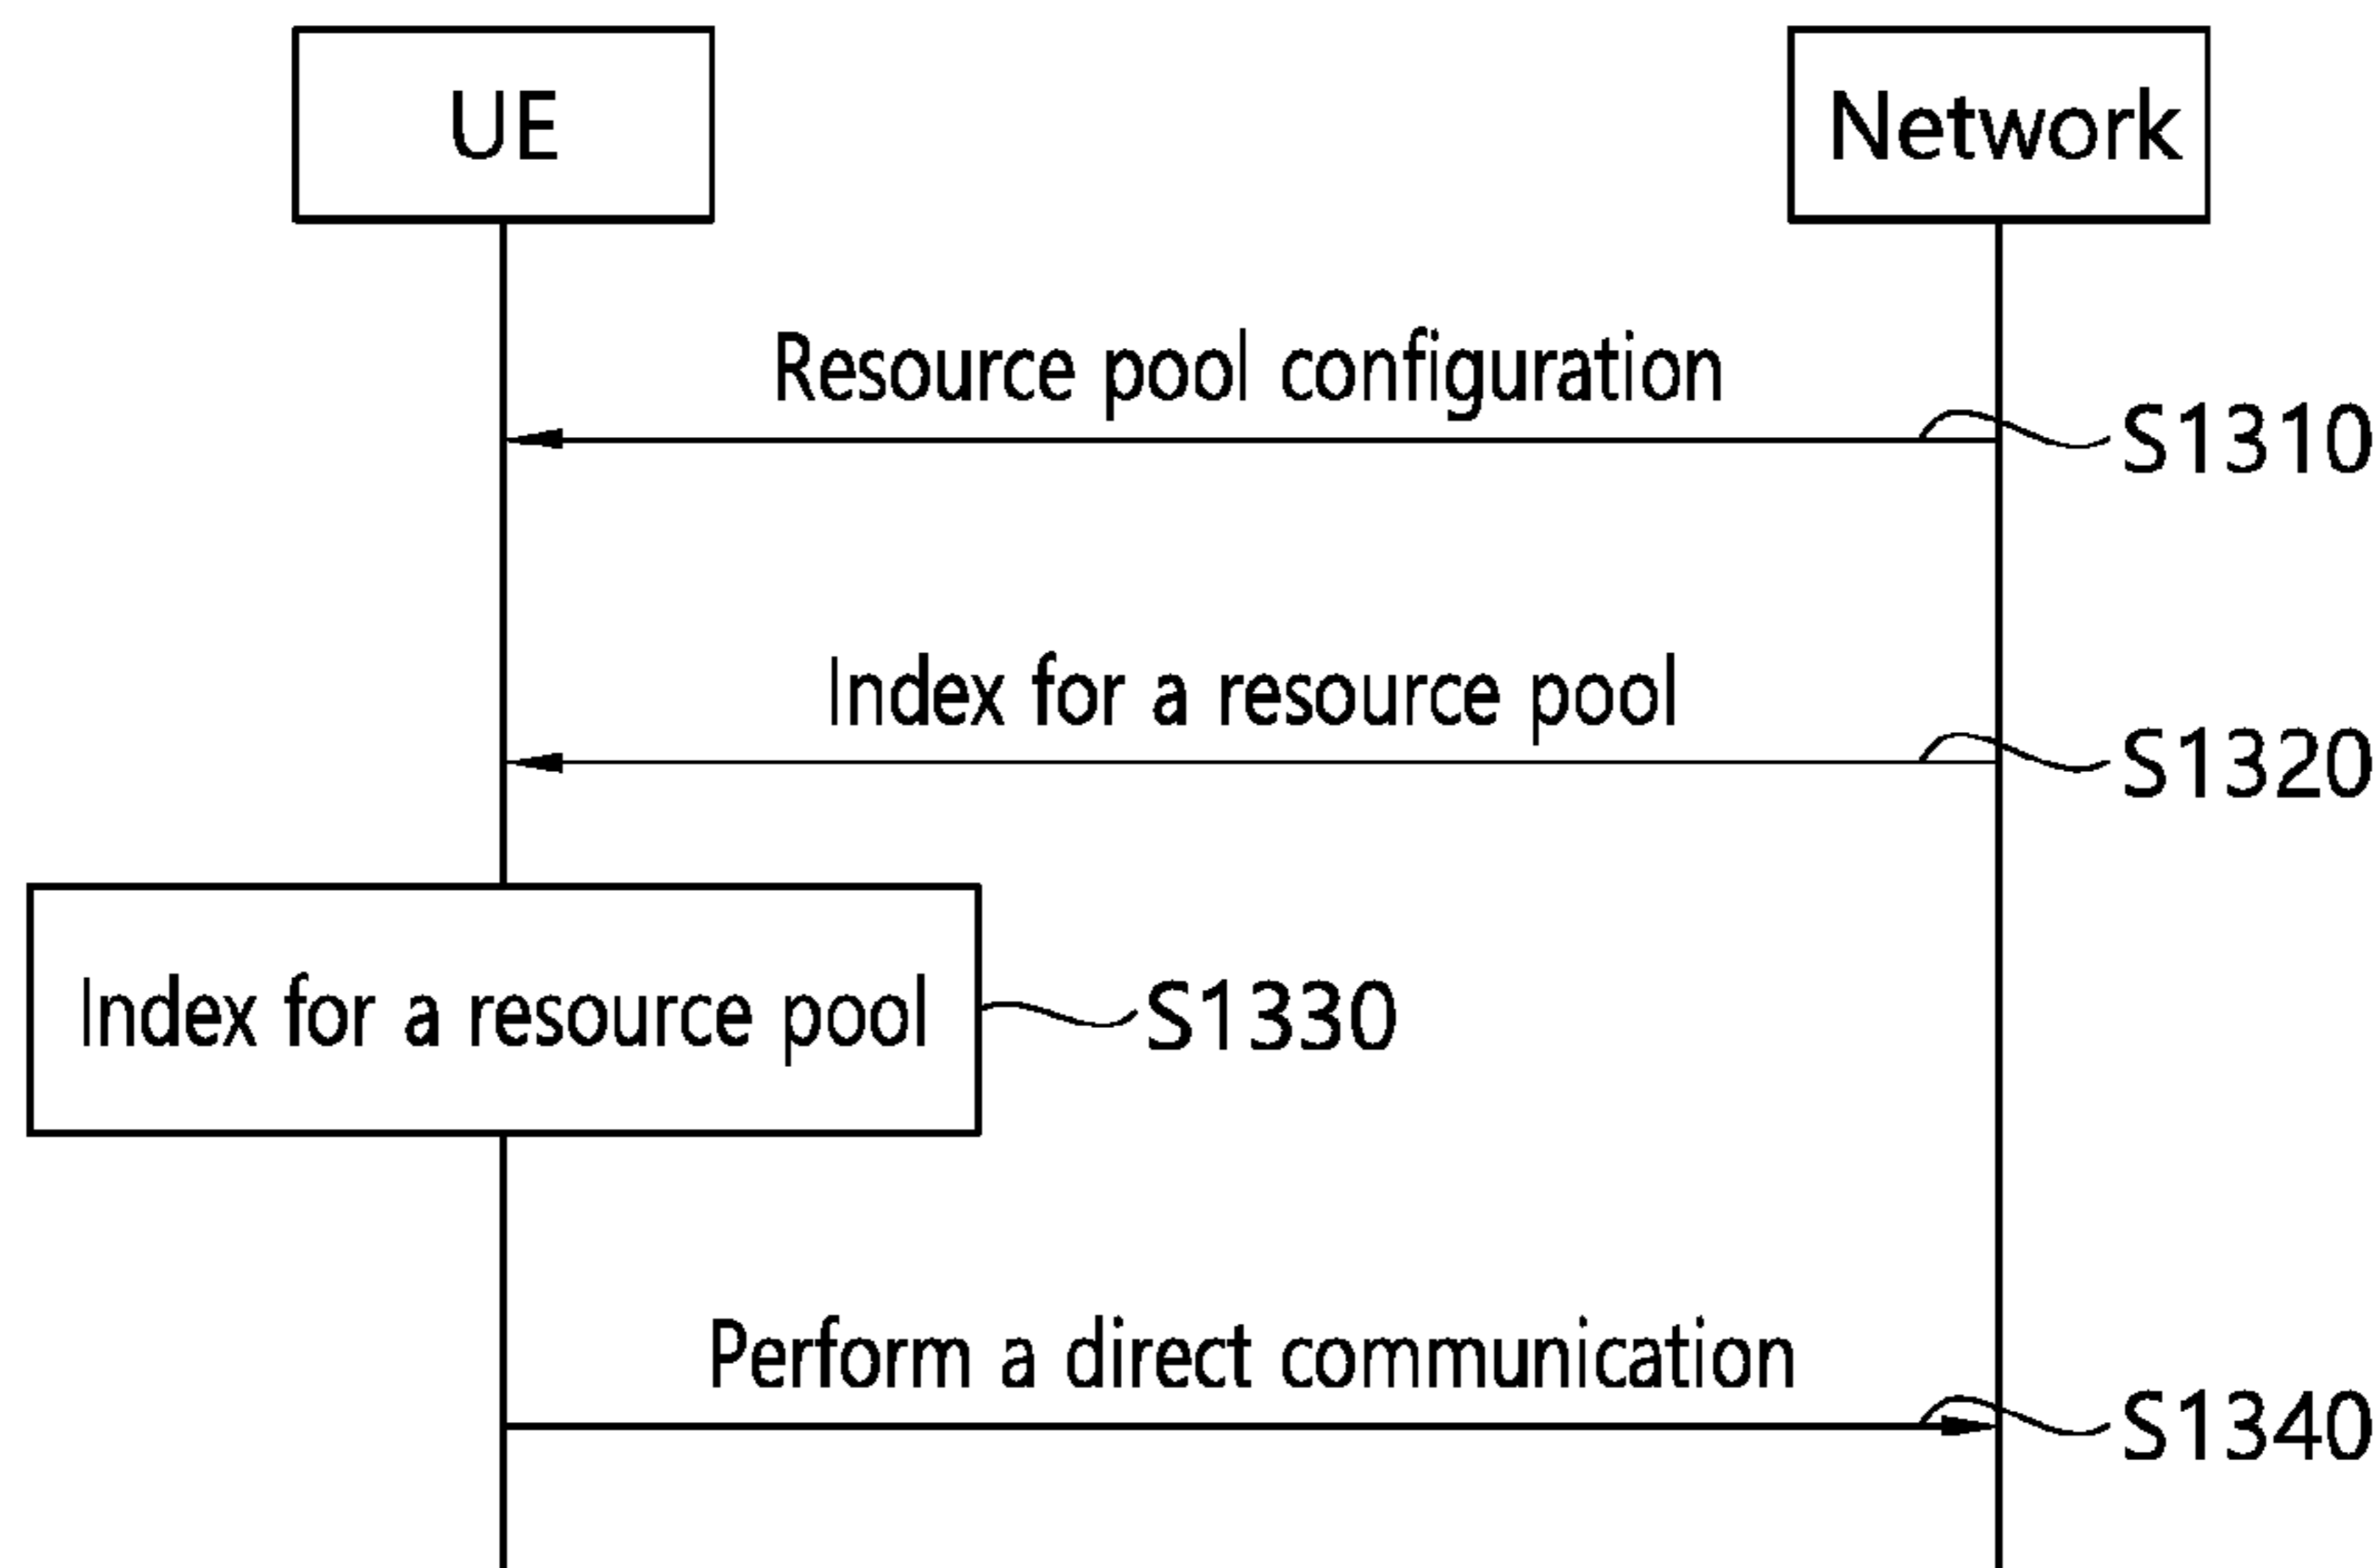 UE
Network
Resource pool configuration
S1310
Index for a resource pool
S1320
Index for a resource pool
S1330
Perform a direct communication
S1340